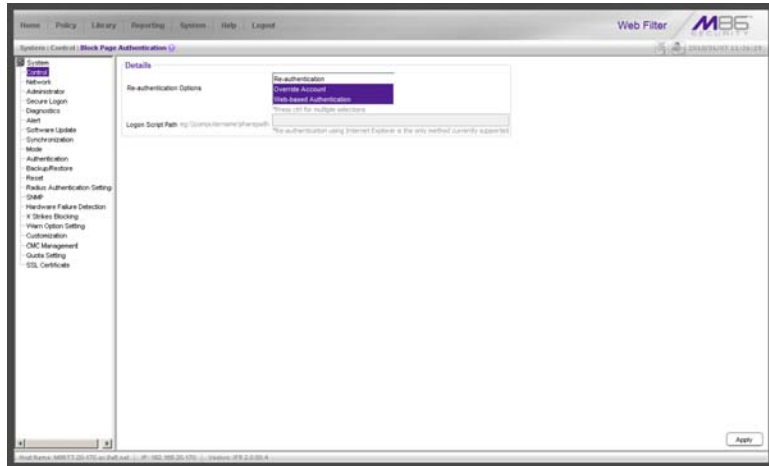 Home Policy Library Reporting System Help Logout
Web Filter
M86
SECURITY
System : Control : Block Page Authentication
System
Control
Network
Administrator
Secure Logon
Diagnostics
Alert
Software Update
Synchronization
Mode
Authentication
Backup/Restore
Reset
Radius Authentication Setting
SNMP
Hardware Failure Detection
X Strikes Blocking
Warn Option Setting
Customization
CMC Management
Quota Setting
SSL Certificate
Details
Re-authentication Options
Re-authentication
Override Account
Web-based Authentication
*Press ctrl for multiple selections
Logon Script Path
*Re-authentication using Internet Explorer is the only method currently supported
Apply